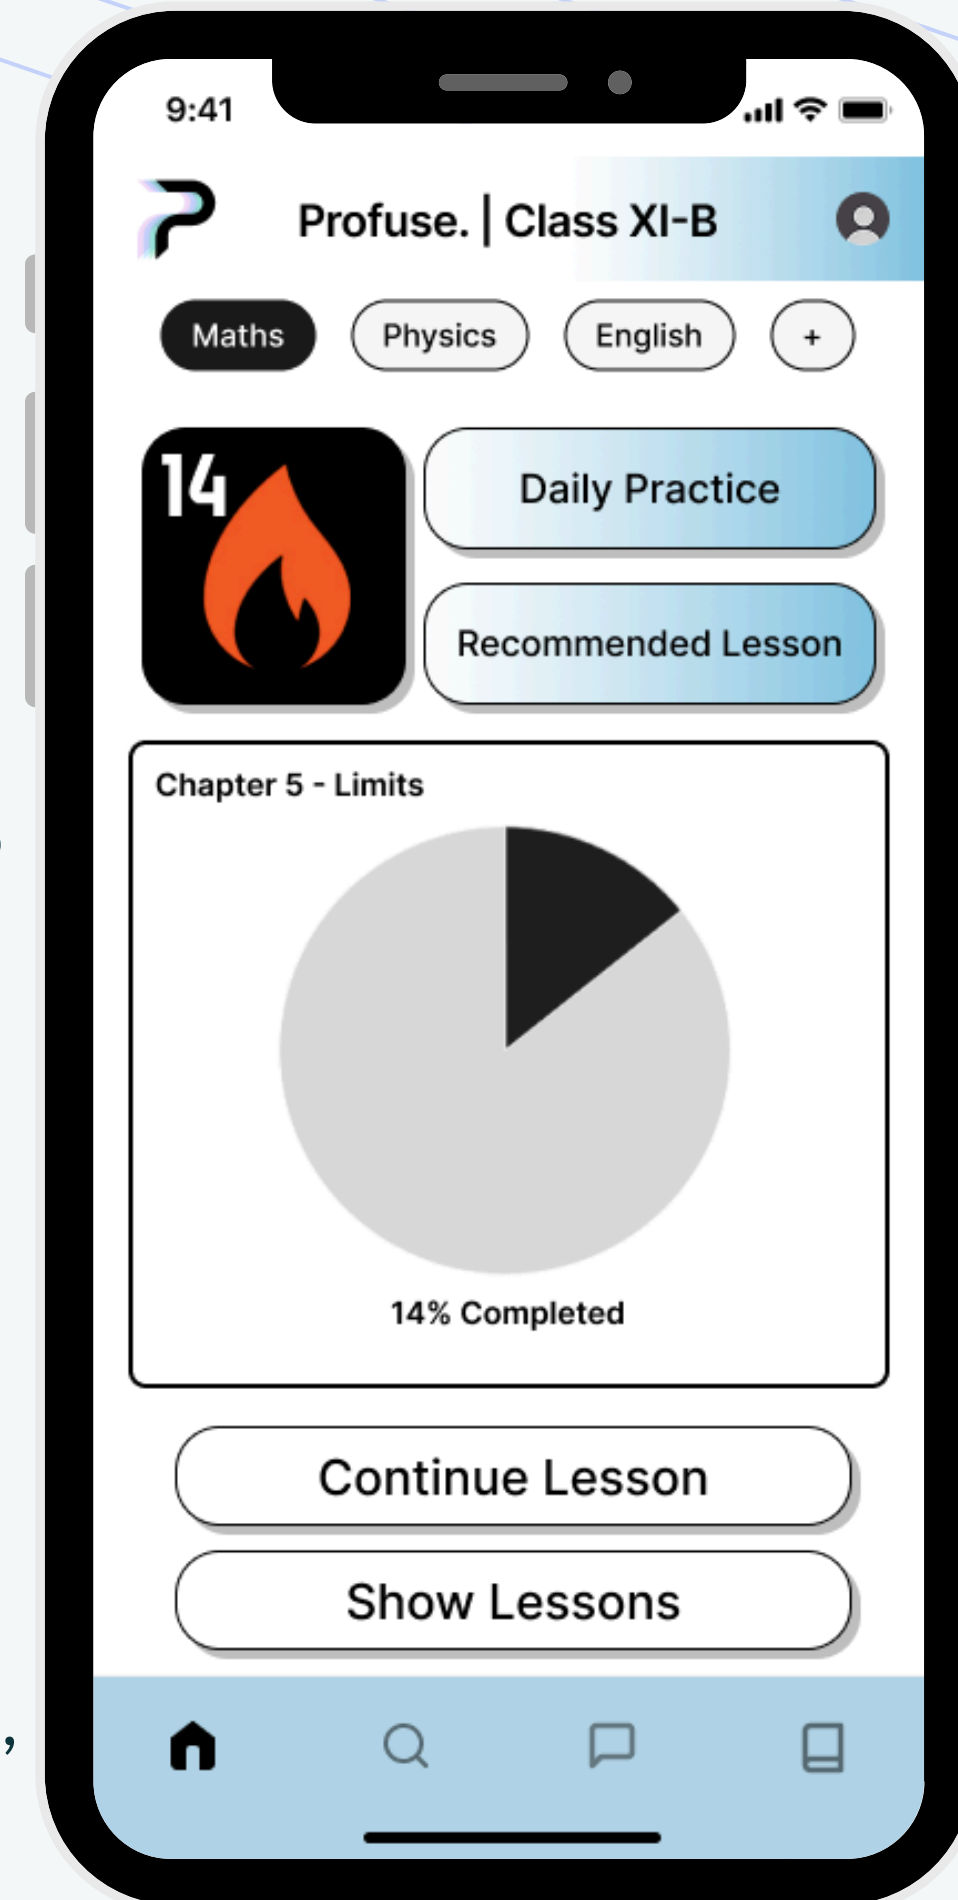 9:41
Profuse. | Class XI-B
Maths Physics English +
14
Daily Practice
Recommended Lesson
Chapter 5 - Limits
14% Completed
Continue Lesson
Show Lessons